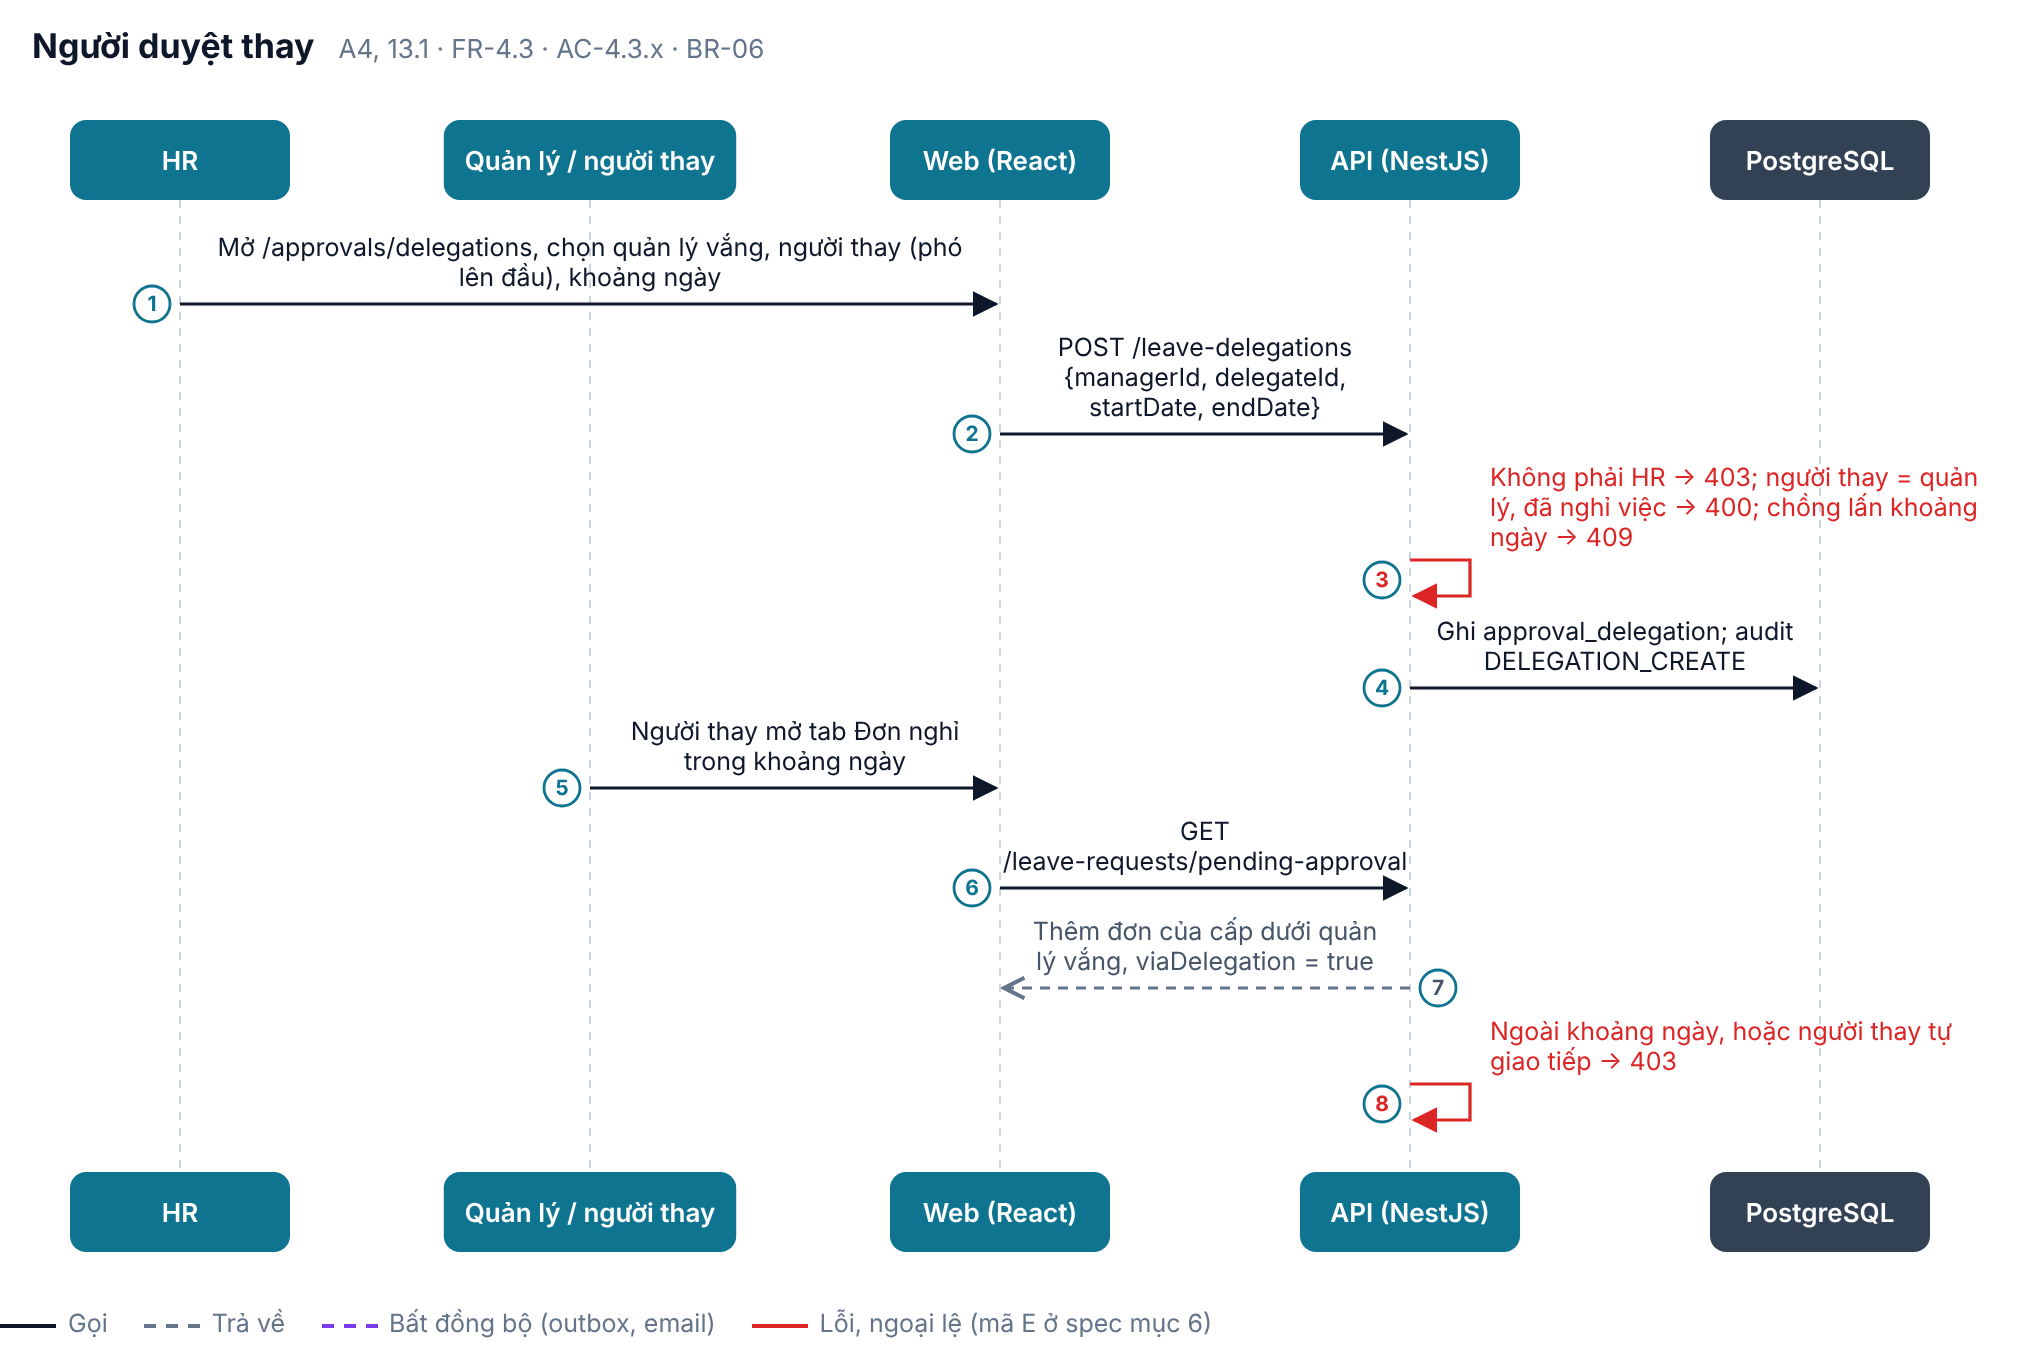 Người duyệt thay A4, 13.1 · FR-4.3 · AC-4.3.x · BR-06
HR
Quản lý / người thay
Web (React)
API (NestJS)
PostgreSQL
Mở /approvals/delegations, chọn quản lý vắng, người thay (phó
lên đầu), khoảng ngày
1
POST /leave-delegations
{managerId, delegateId,
startDate, endDate}
2
Không phải HR → 403; người thay = quản
lý, đã nghỉ việc → 400; chồng lấn khoảng
ngày → 409
3
Ghi approval_delegation; audit
DELEGATION_CREATE
4
Người thay mở tab Đơn nghỉ
trong khoảng ngày
5
GET
/leave-requests/pending-approval
6
Thêm đơn của cấp dưới quản
lý vắng, viaDelegation = true
7
Ngoài khoảng ngày, hoặc người thay tự
giao tiếp → 403
8
HR
Quản lý / người thay
Web (React)
API (NestJS)
PostgreSQL
Gọi
Trả về
Bất đồng bộ (outbox, email)
Lỗi, ngoại lệ (mã E ở spec mục 6)